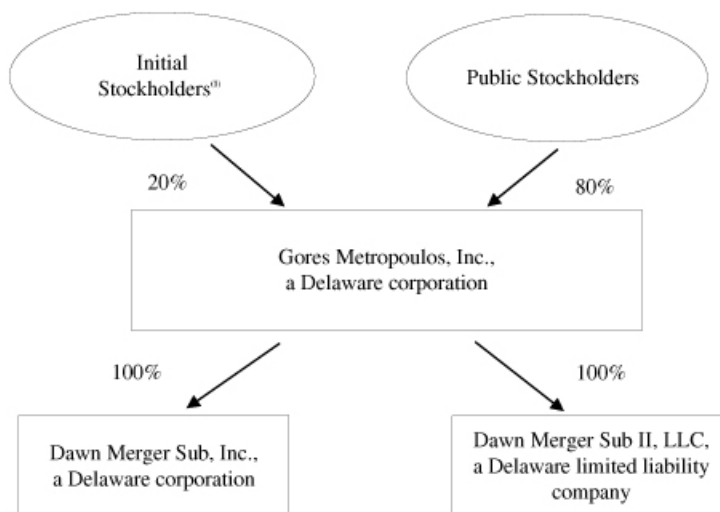 Initial
Stockholders⁽¹⁾
Public Stockholders
20%
80%
Gores Metropoulos, Inc.,
a Delaware corporation
100%
100%
Dawn Merger Sub, Inc.,
a Delaware corporation
Dawn Merger Sub II, LLC,
a Delaware limited liability
company